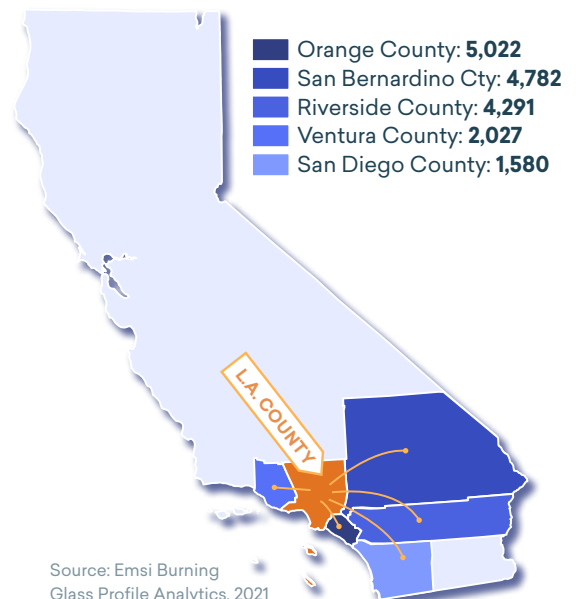 Orange County: 5,022
San Bernardino Cty: 4,782
Riverside County: 4,291
Ventura County: 2,027
San Diego County: 1,580
L.A. COUNTY
Source: Emsi Burning
Glass Profile Analytics, 2021